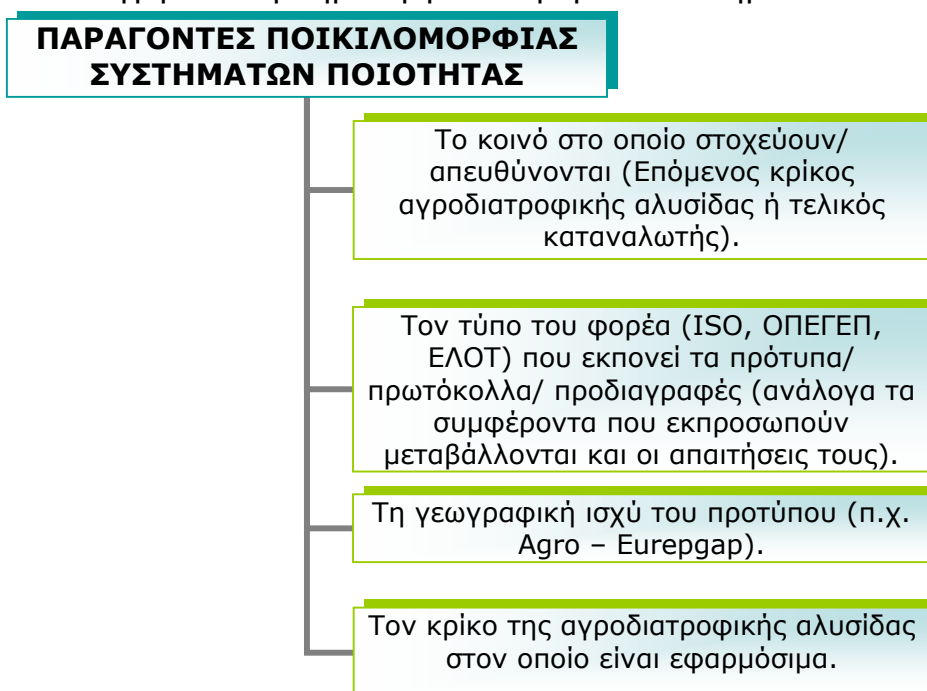 ΠΑΡΑΓΟΝΤΕΣ ΠΟΙΚΙΛΟΜΟΡΦΙΑΣ
ΣΥΣΤΗΜΑΤΩΝ ΠΟΙΟΤΗΤΑΣ
Το κοινό στο οποίο στοχεύουν/
απευθύνονται (Επόμενος κρίκος
αγροδιατροφικής αλυσίδας ή τελικός
καταναλωτής).
Τον τύπο του φορέα (ISO, ΟΠΕΓΕΠ,
ΕΛΟΤ) που εκπονεί τα πρότυπα/
πρωτόκολλα/ προδιαγραφές (ανάλογα τα
συμφέροντα που εκπροσωπούν
μεταβάλλονται και οι απαιτήσεις τους).
Τη γεωγραφική ισχύ του προτύπου (π.χ.
Agro – Eurepgap).
Τον κρίκο της αγροδιατροφικής αλυσίδας
στον οποίο είναι εφαρμόσιμα.